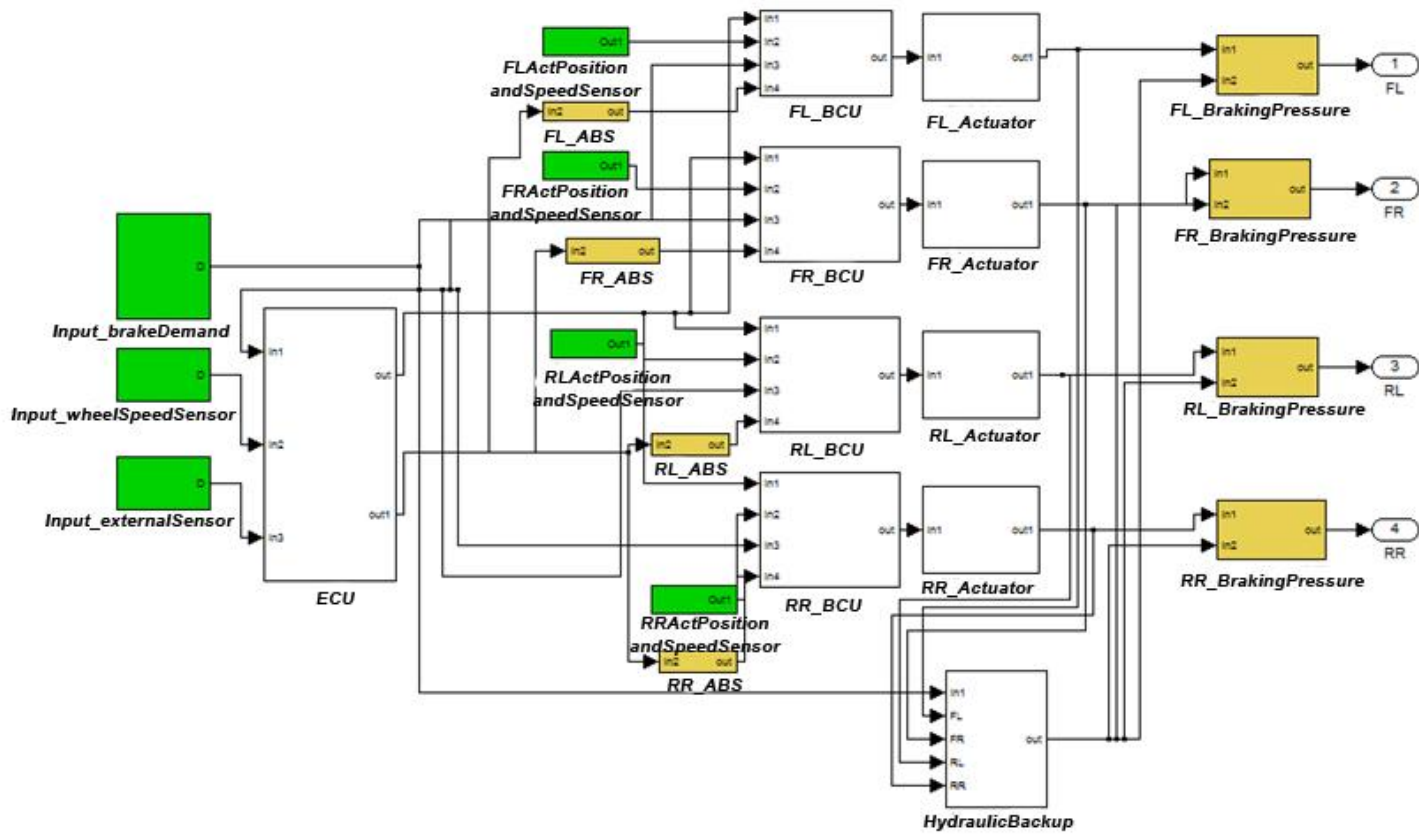 In1
Out1
In2
out
In1
out1
In1
out
1
In3
FL
FLActPosition
andSpeedSensor
In4
In2
In2
out
FL_BrakingPressure
FL_BCU
FL_Actuator
FL_ABS
In1
Out1
In1
out
2
In2
In2
FRActPosition
out
In1
out1
FR
andSpeedSensor
In3
FR_BrakingPressure
In2
out
In4
FR_BCU
FR_Actuator
D
FR_ABS
Input_brakeDemand
In1
In1
In1
Out1
In2
out
3
D
out
RLActPosition
out
In1
out1
In2
RL
Input_wheelSpeedSensor
andSpeedSensor
In3
RL_BrakingPressure
In4
In2
In2
out
RL_BCU
RL_Actuator
RL_ABS
D
In1
Input_externalSensor
out1
In2
In1
out
4
In3
out
In1
out1
In2
RR
In3
ECU
In4
RR_BCU
RR_Actuator
RR_BrakingPressure
Out1
RRActPosition
andSpeedSensor
In2
out
RR_ABS
In1
FL
FR
out
RL
RR
HydraulicBackup